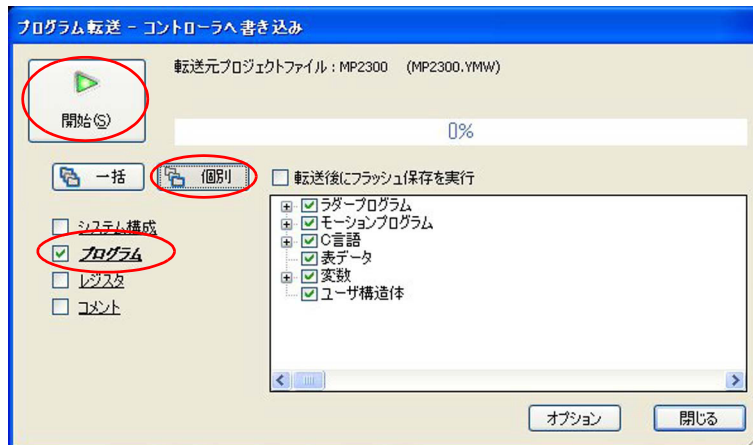 プログラム転送 - コントローラへ書き込み
転送元プロジェクトファイル : MP2300 (MP2300.YMW)
開始(S)
0%
一括
個別
転送後にフラッシュ保存を実行
システム構成
プログラム
レジスタ
コメント
ラダープログラム
モーションプログラム
C言語
表データ
変数
ユーザ構造体
オプション
閉じる